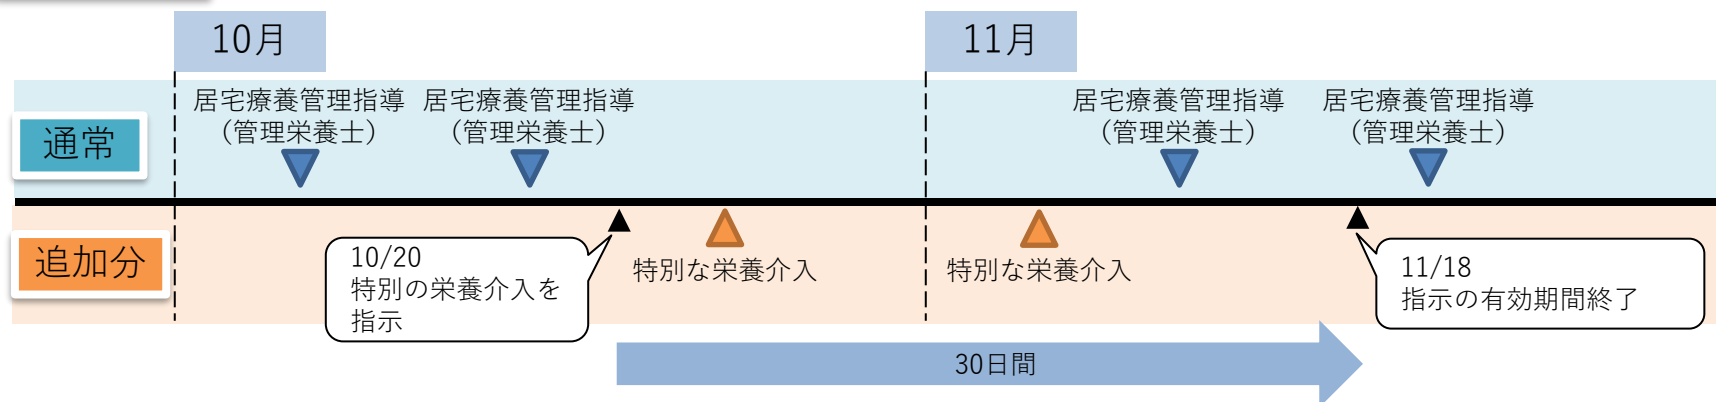 10月
11月
通常
居宅療養管理指導
（管理栄養士）
居宅療養管理指導
（管理栄養士）
居宅療養管理指導
（管理栄養士）
居宅療養管理指導
（管理栄養士）
追加分
10/20
特別の栄養介入を
指示
特別な栄養介入
特別な栄養介入
11/18
指示の有効期間終了
30日間